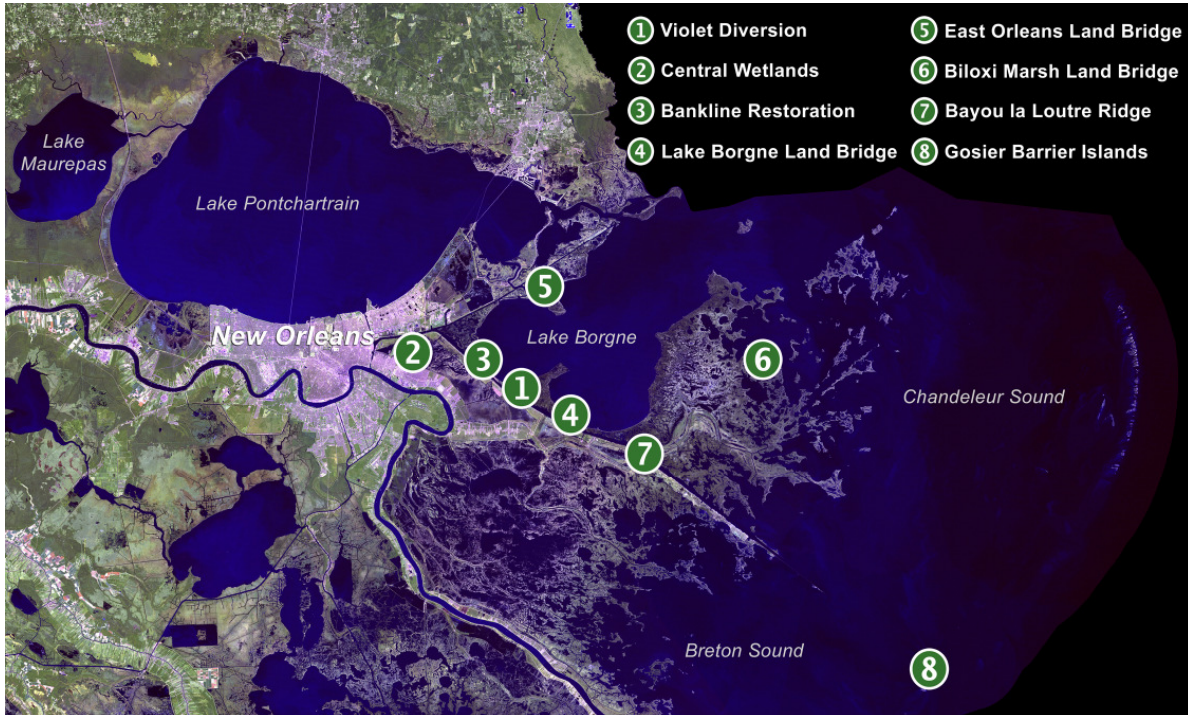 1 Violet Diversion
2 Central Wetlands
3 Bankline Restoration
4 Lake Borgne Land Bridge
5 East Orleans Land Bridge
6 Biloxi Marsh Land Bridge
7 Bayou la Loutre Ridge
8 Gosier Barrier Islands
Lake
Maurepas
Lake Pontchartrain
5
New Orleans
Lake Borgne
2
3
6
1
Chandeleur Sound
4
7
Breton Sound
8